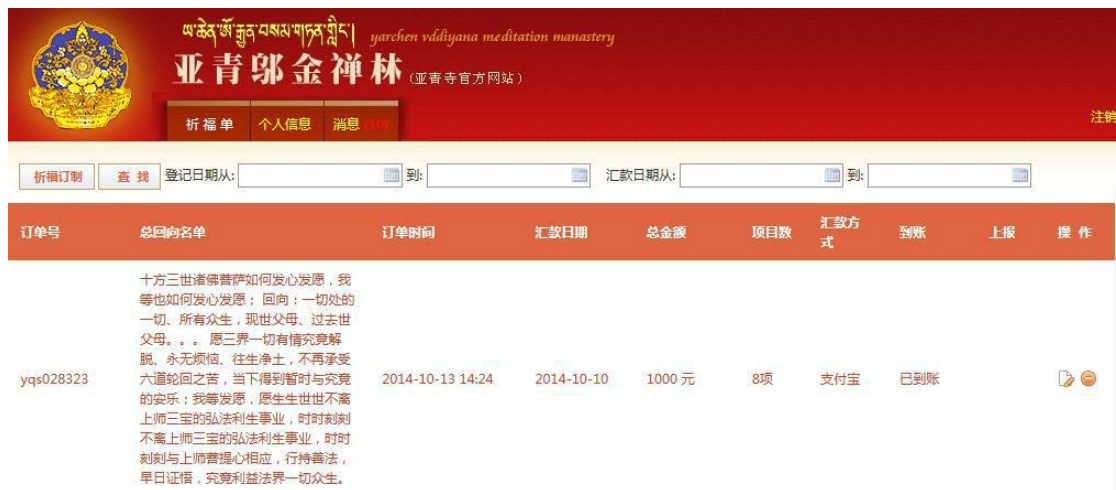 ཡ་ཆེན་ཨོ་རྒྱན་བསམ་གཏན་གླིང་།
yarchen vddiyana meditation manastery
亚青邬金禅林(亚青寺官方网站)
祈福单 个人信息 消息(10)
注销
祈福订制 查 找 登记日期从: 到: 汇款日期从: 到:
订单号 总回向名单 订单时间 汇款日期 总金额 项目数 汇款方式 到账 上报 操 作
十方三世诸佛菩萨如何发心发愿,我
等也如何发心发愿; 回向:一切处的
一切、所有众生,现世父母、过去世
父母。。。 愿三界一切有情究竟解
脱、永无烦恼、往生净土,不再承受
六道轮回之苦,当下得到暂时与究竟
的安乐;我等发愿,愿生生世世不离
上师三宝的弘法利生事业,时时刻刻
不离上师三宝的弘法利生事业,时时
刻刻与上师菩提心相应,行持善法,
早日证悟,究竟利益法界一切众生。
yqs028323 2014-10-13 14:24 2014-10-10 1000 元 8项 支付宝 已到账